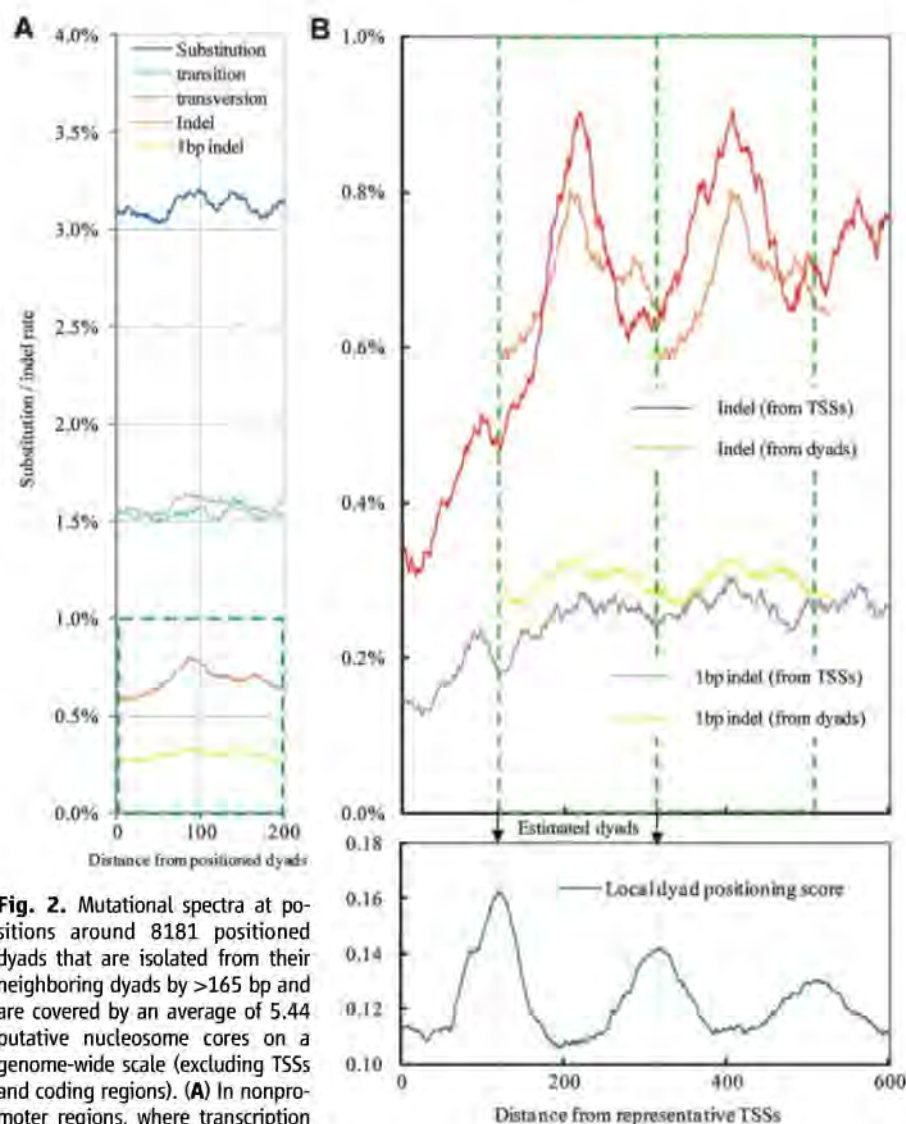 A
4.0%
3.5%
3.0%
2.5%
2.0%
1.5%
1.0%
0.5%
0.0%
Substitution / indel rate
Substitution
transition
transversion
Indel
1bp indel
0
100
200
Distance from positioned dyads
B
1.0%
0.8%
0.6%
0.4%
0.2%
0.0%
Indel (from TSSs)
Indel (from dyads)
1bp indel (from TSSs)
1bp indel (from dyads)
Estimated dyads
0.18
0.16
0.14
0.12
0.10
Local dyad positioning score
0
200
400
600
Distance from representative TSSs
Fig. 2. Mutational spectra at po-
sitions around 8181 positioned
dyads that are isolated from their
neighboring dyads by >165 bp and
are covered by an average of 5.44
putative nucleosome cores on a
genome-wide scale (excluding TSSs
and coding regions). (A) In nonpro-
moter regions, where transcription